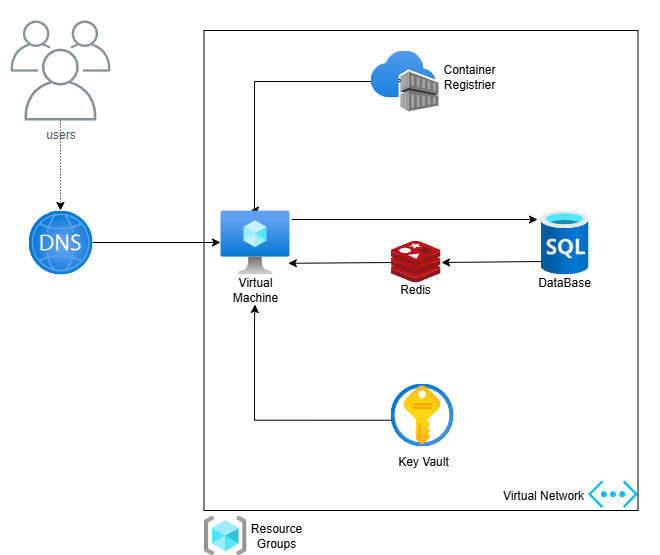 Container
Registrier
users
DNS
SQL
Virtual
Machine
Redis
DataBase
Key Vault
Virtual Network
Resource
Groups